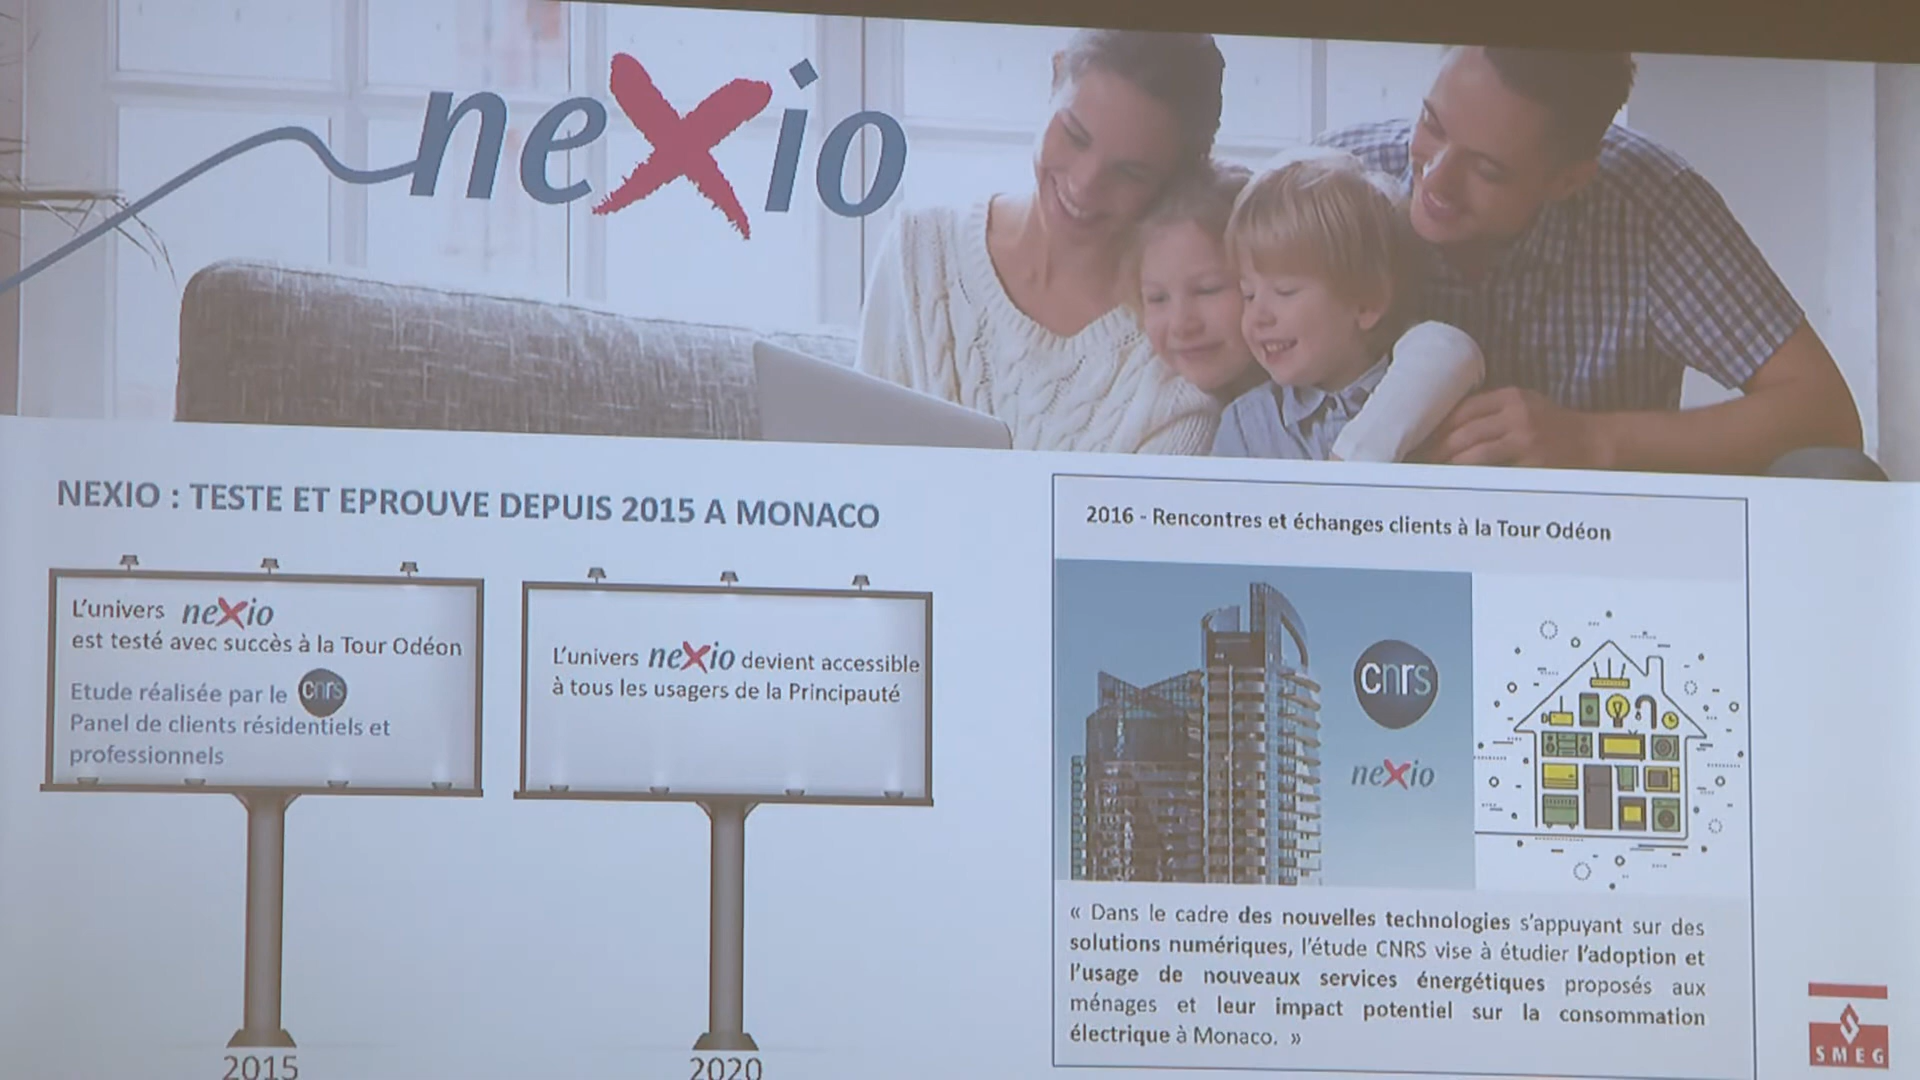 nexio
NEXIO : TESTE ET EPROUVE DEPUIS 2015 A MONACO
L'univers nexio
est testé avec succès à la Tour Odéon
Etude réalisée par le cnrs
Panel de clients résidentiels et
professionnels
2015
L'univers nexio devient accessible
à tous les usagers de la Principauté
2020
2016 - Rencontres et échanges clients à la Tour Odéon
cnrs
nexio
« Dans le cadre des nouvelles technologies s'appuyant sur des
solutions numériques, l'étude CNRS vise à étudier l'adoption et
l'usage de nouveaux services énergétiques proposés aux
ménages et leur impact potentiel sur la consommation
électrique à Monaco. »
SMEG